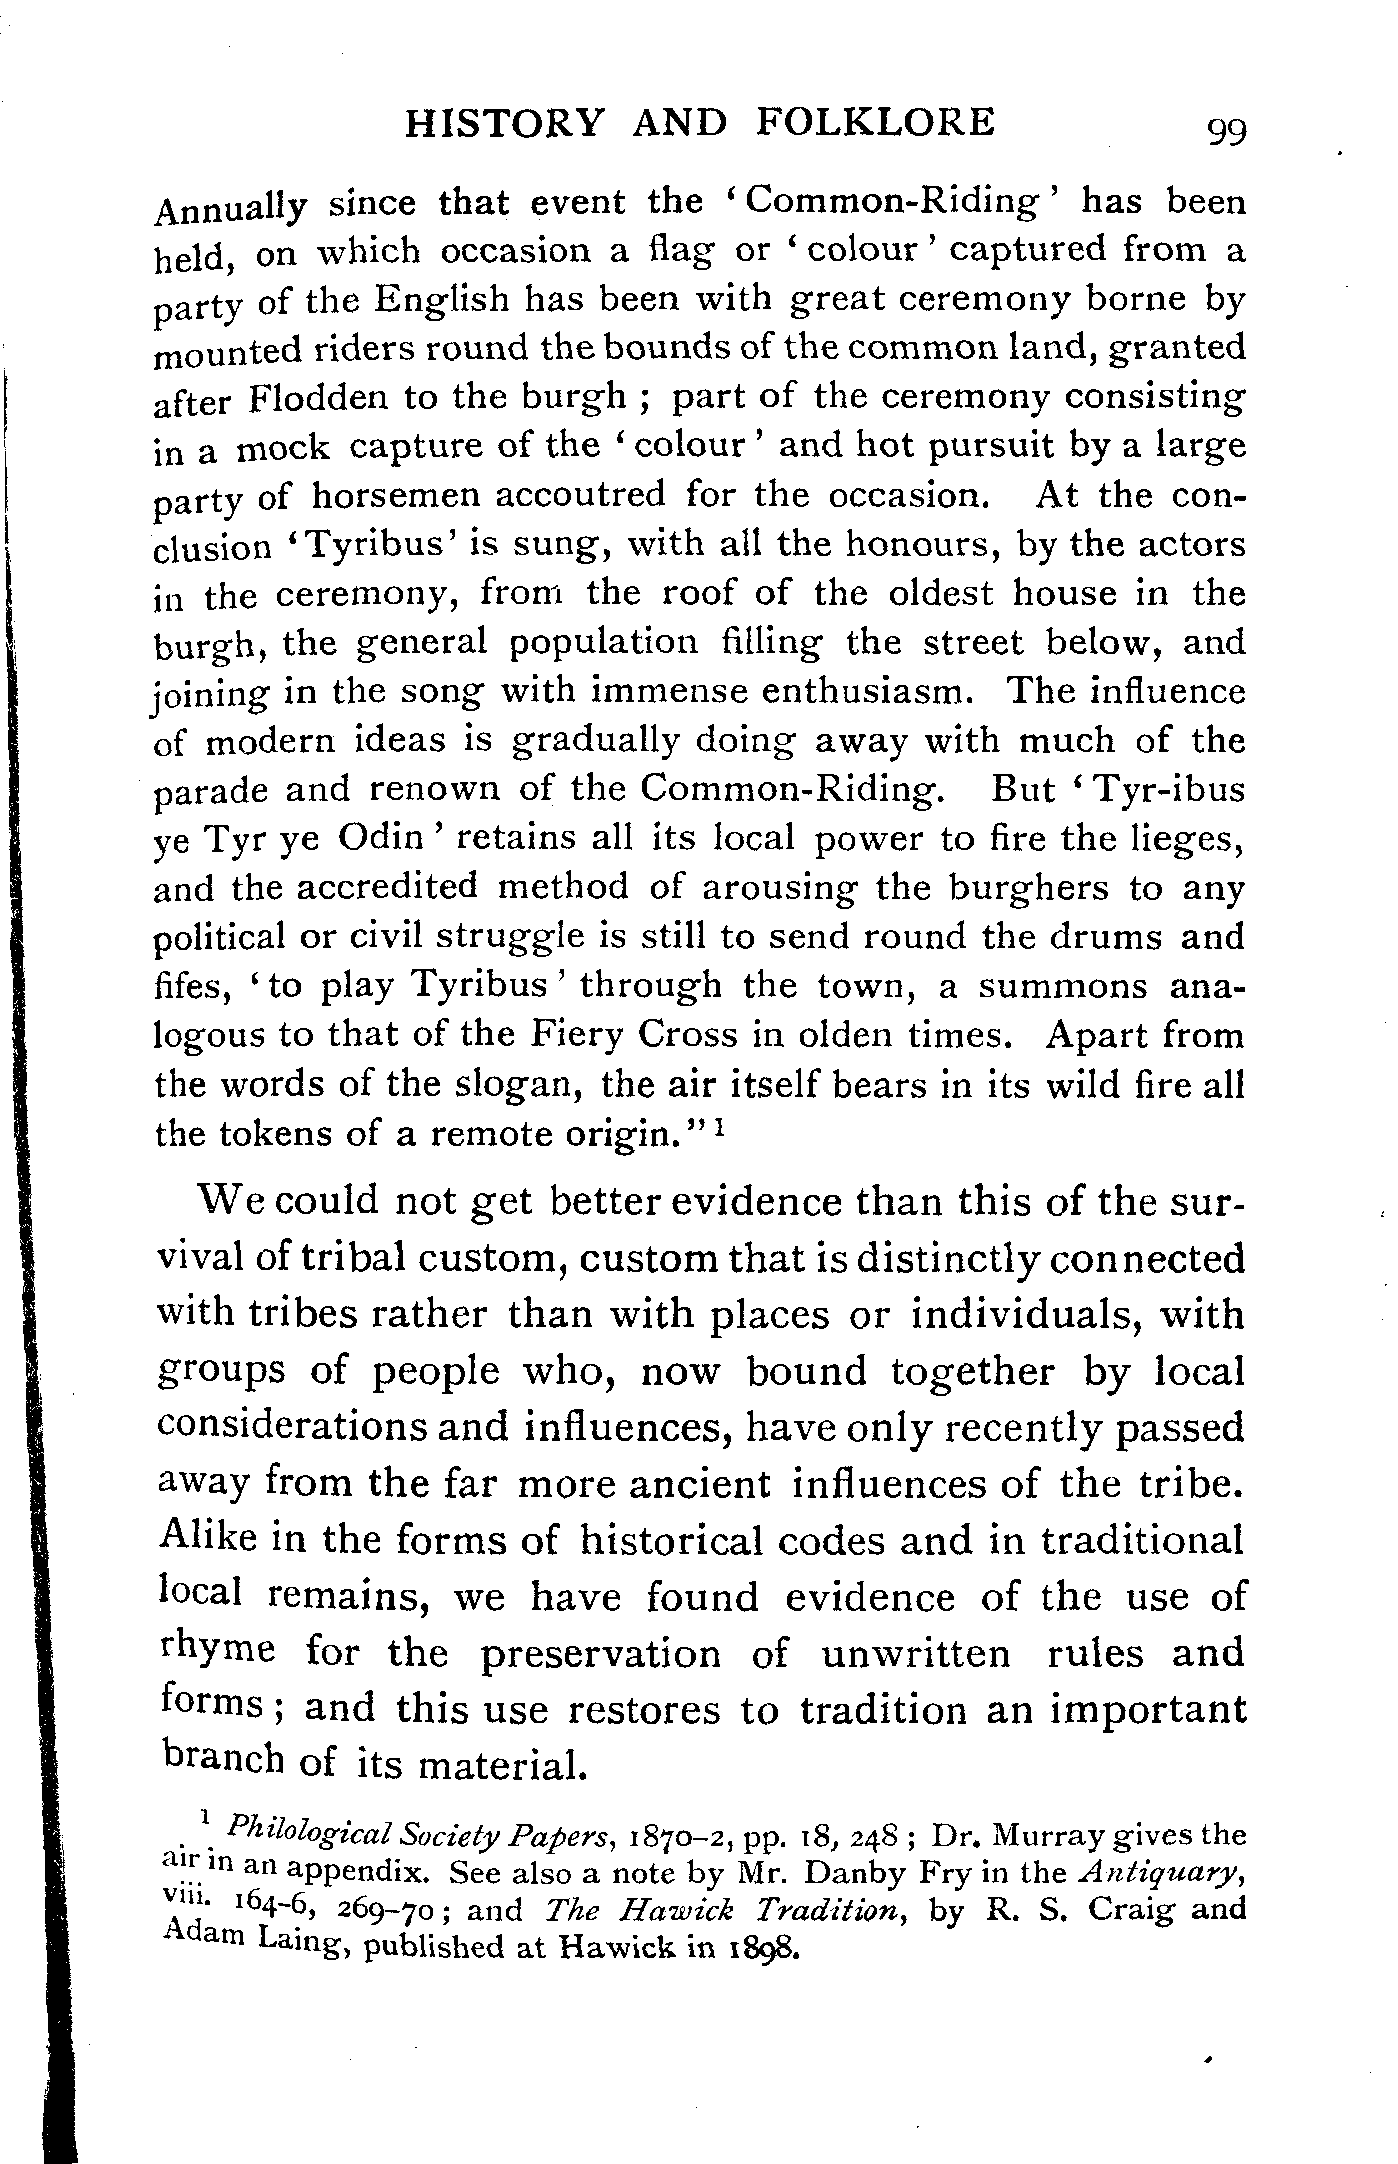 HISTORY AND FOLKLORE 99
Annually since that event the ‘Common-Riding’ has been
held, on which occasion a flag or ‘colour’ captured from a
party of the English has been with great ceremony borne by
mounted riders round the bounds of the common land, granted
after Flodden to the burgh; part of the ceremony consisting
in a mock capture of the ‘colour’ and hot pursuit by a large
party of horsemen accoutred for the occasion. At the con-
clusion ‘Tyribus’ is sung, with all the honours, by the actors
in the ceremony, from the roof of the oldest house in the
burgh, the general population filling the street below, and
joining in the song with immense enthusiasm. The influence
of modern ideas is gradually doing away with much of the
parade and renown of the Common-Riding. But ‘Tyr-ibus
ye Tyr ye Odin’ retains all its local power to fire the lieges,
and the accredited method of arousing the burghers to any
political or civil struggle is still to send round the drums and
fifes, ‘to play Tyribus’ through the town, a summons ana-
logous to that of the Fiery Cross in olden times. Apart from
the words of the slogan, the air itself bears in its wild fire all
the tokens of a remote origin.” 1
We could not get better evidence than this of the sur-
vival of tribal custom, custom that is distinctly connected
with tribes rather than with places or individuals, with
groups of people who, now bound together by local
considerations and influences, have only recently passed
away from the far more ancient influences of the tribe.
Alike in the forms of historical codes and in traditional
local remains, we have found evidence of the use of
rhyme for the preservation of unwritten rules and
forms; and this use restores to tradition an important
branch of its material.
1 Philological Society Papers, 1870-2, pp. 18, 248; Dr. Murray gives the
air in an appendix. See also a note by Mr. Danby Fry in the Antiquary,
viii. 164-6, 269-70; and The Hawick Tradition, by R. S. Craig and
Adam Laing, published at Hawick in 1898.